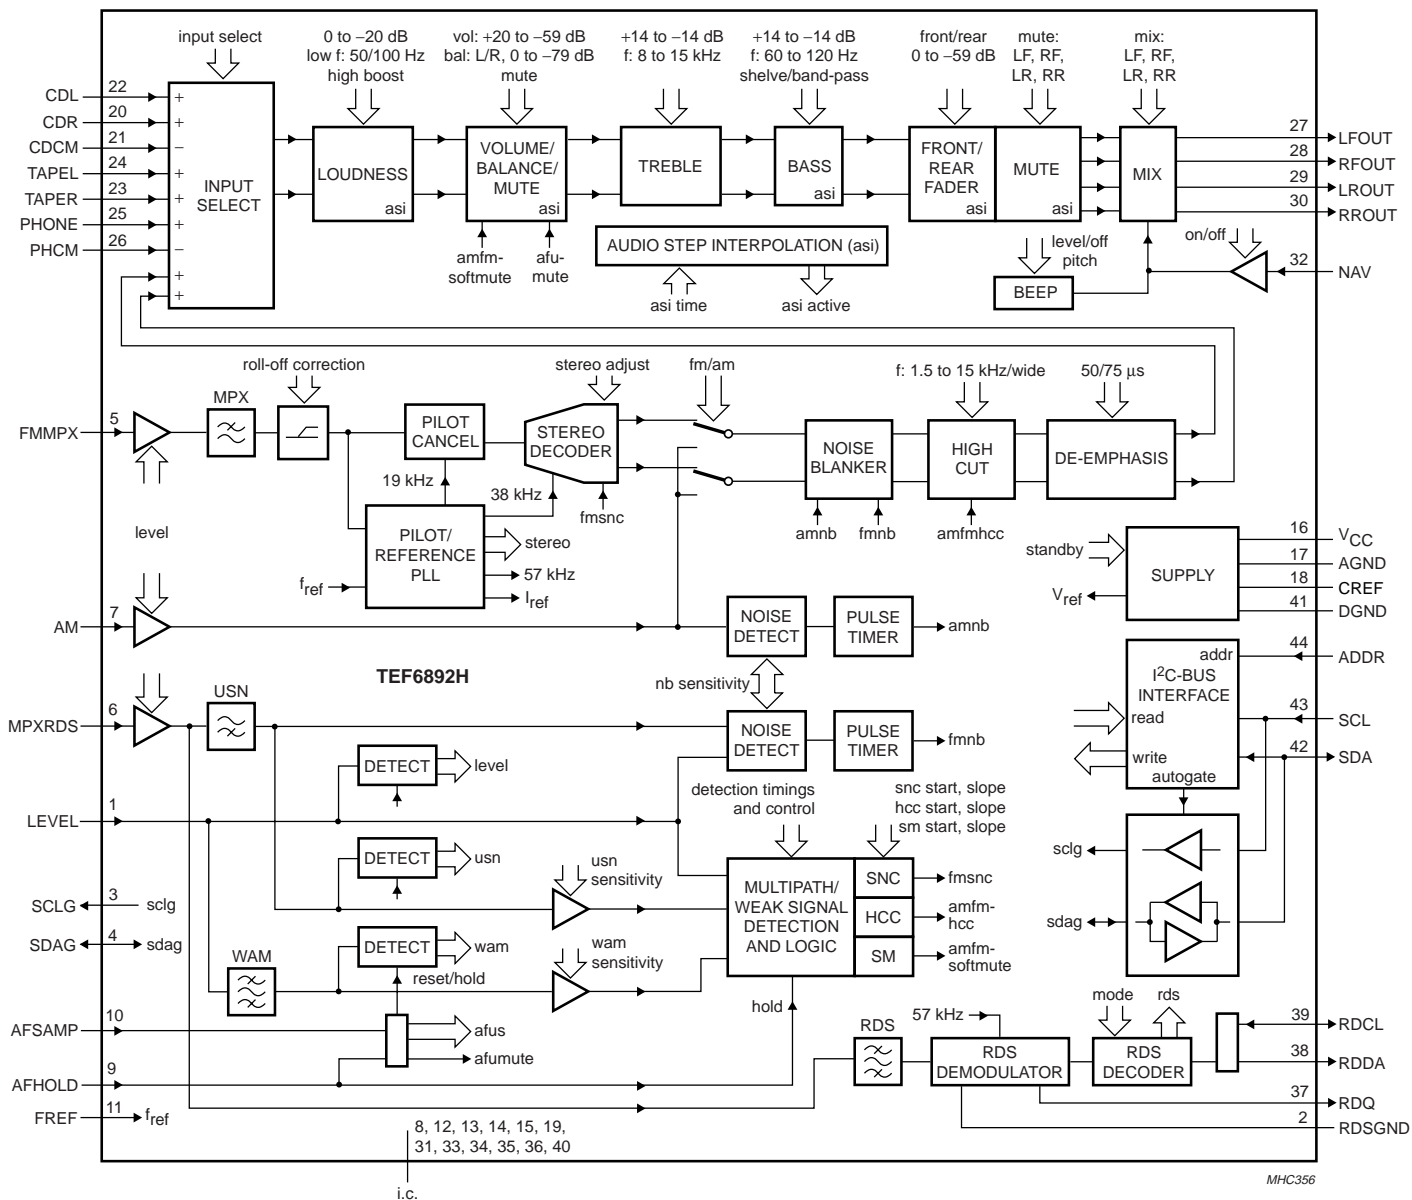 input select
0 to −20 dB
low f: 50/100 Hz
high boost
vol: +20 to −59 dB
bal: L/R, 0 to −79 dB
mute
+14 to −14 dB
f: 8 to 15 kHz
+14 to −14 dB
f: 60 to 120 Hz
shelve/band-pass
front/rear
0 to −59 dB
mute:
LF, RF,
LR, RR
mix:
LF, RF,
LR, RR
CDL
22
CDR
20
CDCM
21
TAPEL
24
TAPER
23
PHONE
25
PHCM
26
+
+
−
+
+
+
−
+
+
INPUT
SELECT
LOUDNESS
asi
VOLUME/
BALANCE/
MUTE
asi
TREBLE
BASS
asi
FRONT/
REAR
FADER
asi
MUTE
asi
MIX
27
LFOUT
28
RFOUT
29
LROUT
30
RROUT
amfm-
softmute
afu-
mute
AUDIO STEP INTERPOLATION (asi)
asi time
asi active
level/off
pitch
BEEP
on/off
32
NAV
roll-off correction
stereo adjust
fm/am
f: 1.5 to 15 kHz/wide
50/75 µs
FMMPX
5
MPX
PILOT
CANCEL
STEREO
DECODER
NOISE
BLANKER
HIGH
CUT
DE-EMPHASIS
19 kHz
38 kHz
fmsnc
amnb
fmnb
amfmhcc
level
PILOT/
REFERENCE
PLL
stereo
57 kHz
Iref
fref
standby
SUPPLY
Vref
16
VCC
17
AGND
18
CREF
41
DGND
AM
7
NOISE
DETECT
PULSE
TIMER
amnb
TEF6892H
nb sensitivity
addr
I2C-BUS
INTERFACE
read
write
autogate
44
ADDR
43
SCL
42
SDA
MPXRDS
6
USN
NOISE
DETECT
PULSE
TIMER
fmnb
DETECT
level
detection timings
and control
snc start, slope
hcc start, slope
sm start, slope
LEVEL
1
DETECT
usn
usn
sensitivity
MULTIPATH/
WEAK SIGNAL
DETECTION
AND LOGIC
SNC
HCC
SM
fmsnc
amfm-
hcc
amfm-
softmute
sclg
sdag
SCLG
3
sclg
SDAG
4
sdag
WAM
DETECT
wam
reset/hold
wam
sensitivity
hold
AFSAMP
10
afus
afumute
AFHOLD
9
FREF
11
fref
RDS
57 kHz
RDS
DEMODULATOR
mode
rds
RDS
DECODER
39
RDCL
38
RDDA
37
RDQ
2
RDSGND
8, 12, 13, 14, 15, 19,
31, 33, 34, 35, 36, 40
i.c.
MHC356